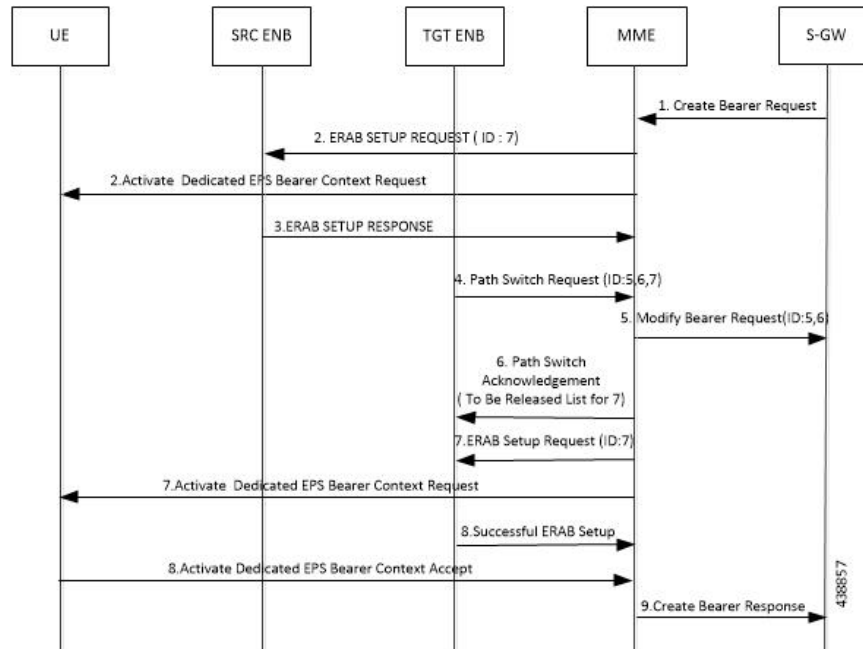 UE
SRC ENB
TGT ENB
MME
S-GW
1. Create Bearer Request
2. ERAB SETUP REQUEST ( ID : 7)
2.Activate Dedicated EPS Bearer Context Request
3.ERAB SETUP RESPONSE
4. Path Switch Request (ID:5,6,7)
5. Modify Bearer Request(ID:5,6)
6. Path Switch
Acknowledgement
( To Be Released List for 7)
7.ERAB Setup Request (ID:7)
7.Activate Dedicated EPS Bearer Context Request
8.Successful ERAB Setup
8.Activate Dedicated EPS Bearer Context Accept
9.Create Bearer Response
438857